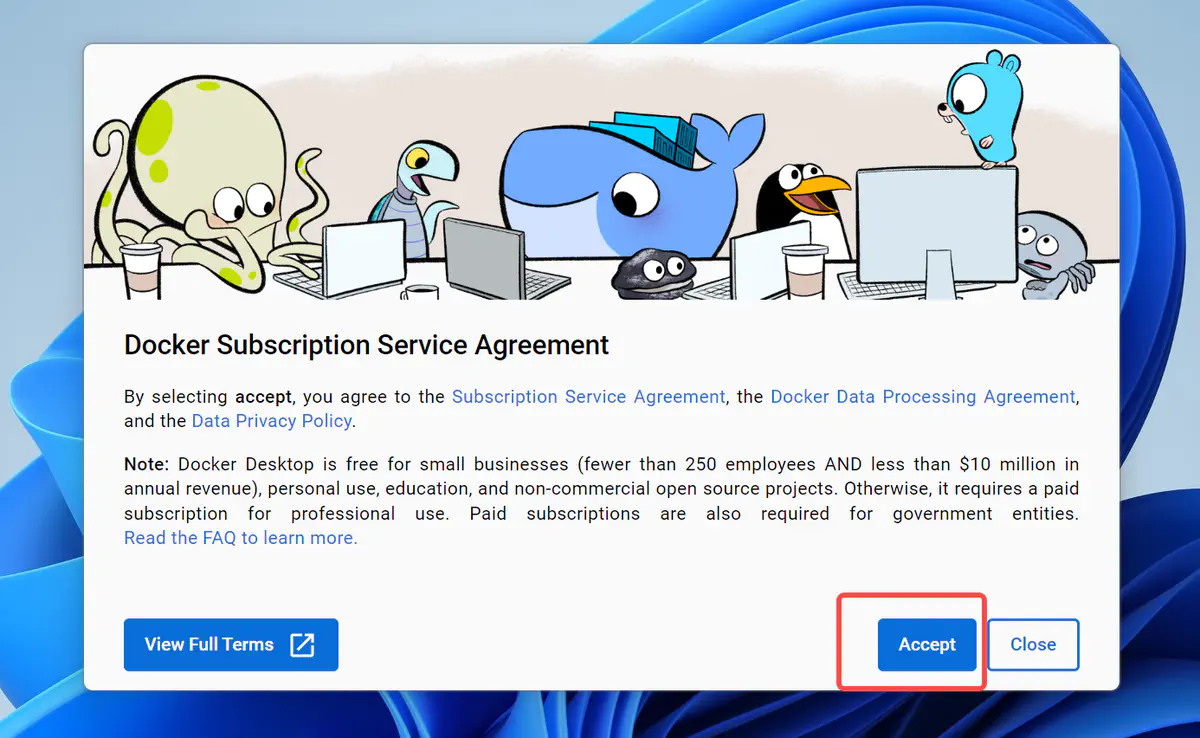 Docker Subscription Service Agreement
By selecting accept, you agree to the Subscription Service Agreement, the Docker Data Processing Agreement,
and the Data Privacy Policy.
Note: Docker Desktop is free for small businesses (fewer than 250 employees AND less than $10 million in
annual revenue), personal use, education, and non-commercial open source projects. Otherwise, it requires a paid
subscription for professional use. Paid subscriptions are also required for government entities.
Read the FAQ to learn more.
View Full Terms
Accept
Close